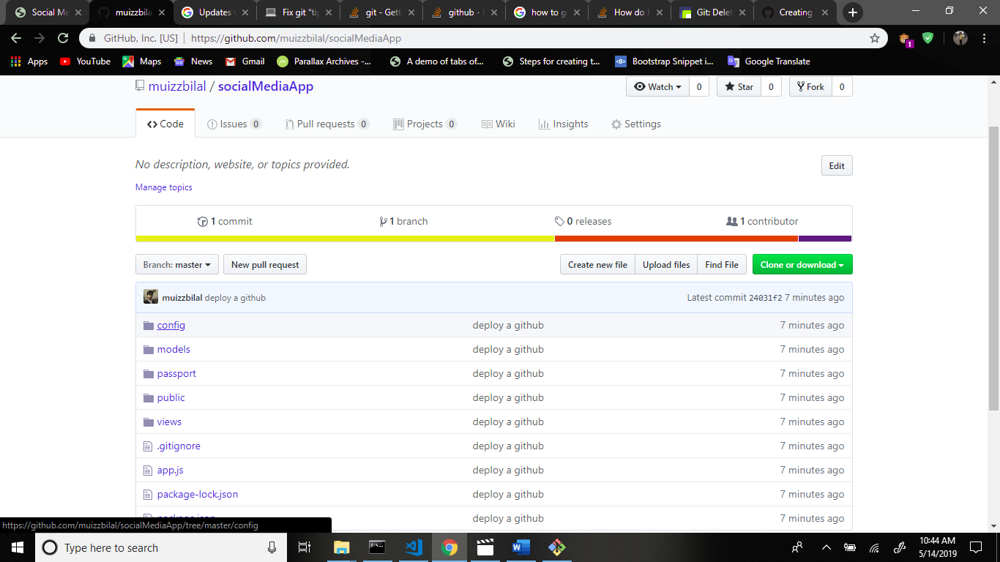 Social Me muizzbila Updates Fix git “tip git - Gett github - how to g How do Git: Delet Creating
GitHub, Inc. [US] https://github.com/muizzbilal/socialMediaApp
Apps YouTube Maps News Gmail Parallax Archives -... A demo of tabs of... Steps for creating t... Bootstrap Snippet i... Google Translate
1
muizzbilal / socialMediaApp
Watch 0 Star 0 Fork 0
Code Issues 0 Pull requests 0 Projects 0 Wiki Insights Settings
No description, website, or topics provided.
Edit
Manage topics
1 commit 1 branch 0 releases 1 contributor
Branch: master New pull request Create new file Upload files Find File Clone or download
muizzbilal deploy a github Latest commit 24031f2 7 minutes ago
config deploy a github 7 minutes ago
models deploy a github 7 minutes ago
passport deploy a github 7 minutes ago
public deploy a github 7 minutes ago
views deploy a github 7 minutes ago
.gitignore deploy a github 7 minutes ago
app.js deploy a github 7 minutes ago
package-lock.json deploy a github 7 minutes ago
package.json deploy a github 7 minutes ago
https://github.com/muizzbilal/socialMediaApp/tree/master/config
Type here to search
10:44 AM
5/14/2019